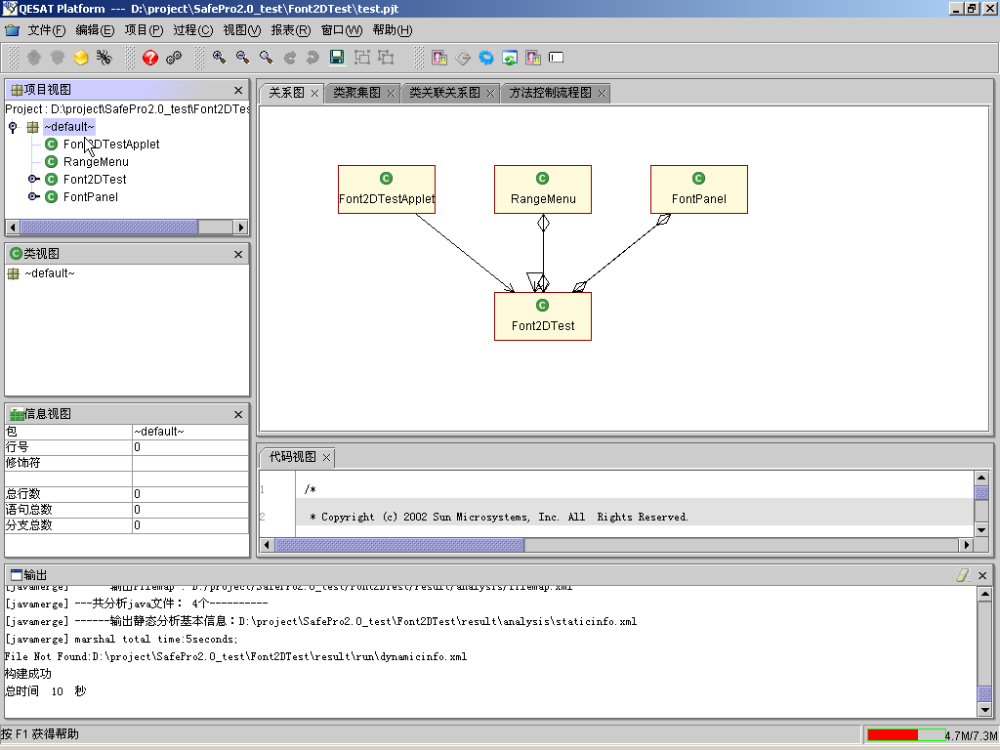 QESAT Platform --- D:\project\SafePro2.0_test\Font2DTest\test.pjt
文件(F) 编辑(E) 项目(P) 过程(C) 视图(V) 报表(R) 窗口(W) 帮助(H)
项目视图
Project : D:\project\SafePro2.0_test\Font2DTes
~default~
Font2DTestApplet
RangeMenu
Font2DTest
FontPanel
类视图
~default~
信息视图
包 ~default~
行号 0
修饰符
总行数 0
语句总数 0
分支总数 0
关系图 类聚集图 类关联关系图 方法控制流程图
Font2DTestApplet RangeMenu FontPanel
Font2DTest
代码视图
1 /*
2 * Copyright (c) 2002 Sun Microsystems, Inc. All Rights Reserved.
输出
[javamerge] 输出filemap : D:/project/SafePro2.0_test/Font2DTest/result/analysis/filemap.xml
[javamerge] ---共分析java文件： 4个----------
[javamerge] ------输出静态分析基本信息：D:\project\SafePro2.0_test\Font2DTest\result\analysis\staticinfo.xml
[javamerge] marshal total time:5seconds;
File Not Found:D:\project\SafePro2.0_test\Font2DTest\result\run\dynamicinfo.xml
构建成功
总时间 10 秒
按 F1 获得帮助
4.7M/7.3M